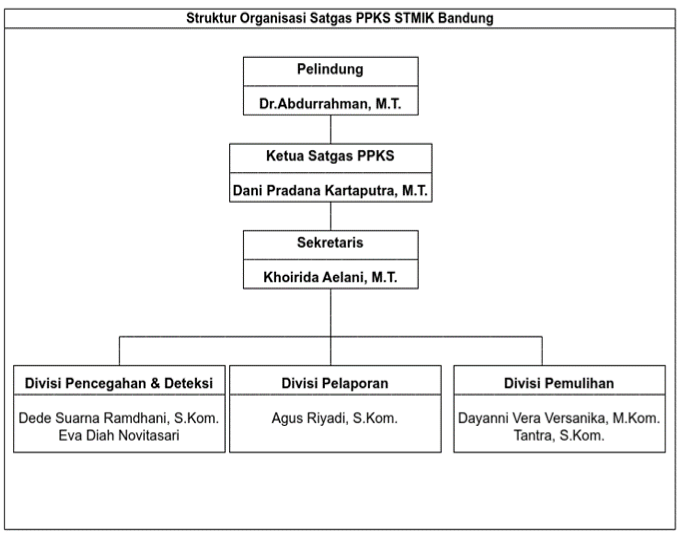 Struktur Organisasi Satgas PPKS STMIK Bandung
Pelindung
Dr.Abdurrahman, M.T.
Ketua Satgas PPKS
Dani Pradana Kartaputra, M.T.
Sekretaris
Khoirida Aelani, M.T.
Divisi Pencegahan & Deteksi
Dede Suarna Ramdhani, S.Kom.
Eva Diah Novitasari
Divisi Pelaporan
Agus Riyadi, S.Kom.
Divisi Pemulihan
Dayanni Vera Versanika, M.Kom.
Tantra, S.Kom.